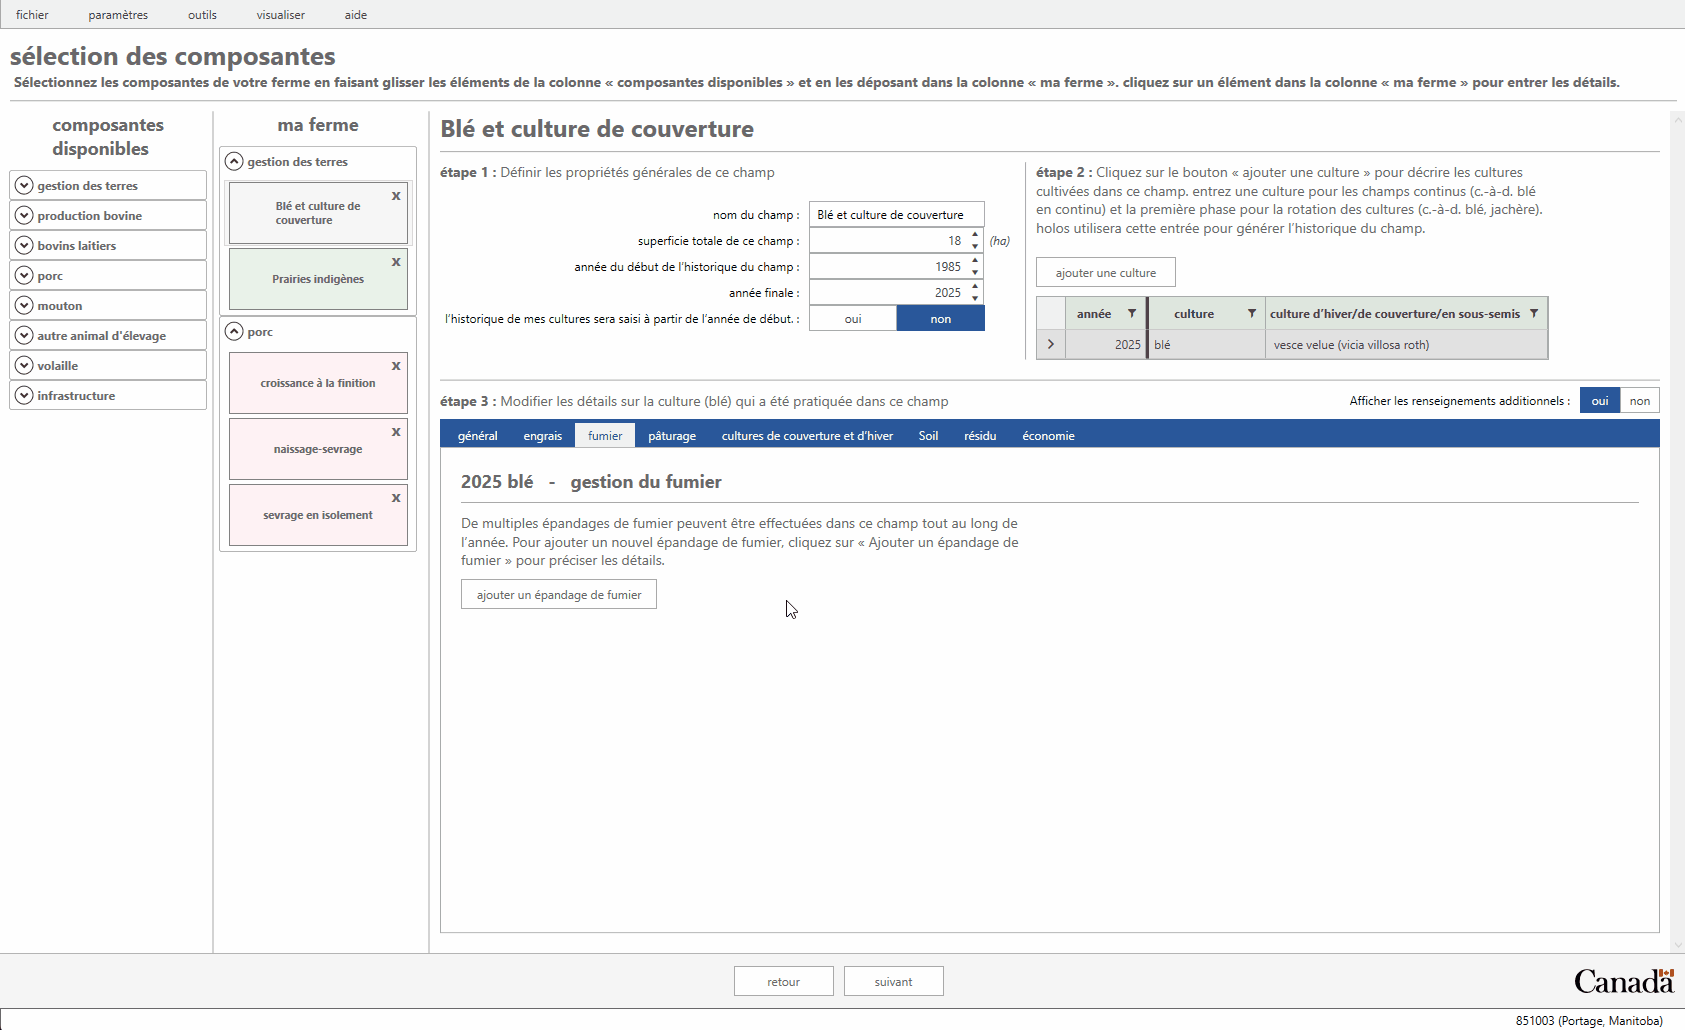 fichier
paramètres
outils
visualiser
aide
sélection des composantes
Sélectionnez les composantes de votre ferme en faisant glisser les éléments de la colonne « composantes disponibles » et en les déposant dans la colonne « ma ferme ». cliquez sur un élément dans la colonne « ma ferme » pour entrer les détails.
composantes
disponibles
gestion des terres
production bovine
bovins laitiers
porc
mouton
autre animal d'élevage
volaille
infrastructure
ma ferme
gestion des terres
x
Blé et culture de
couverture
x
Prairies indigènes
porc
x
croissance à la finition
x
naissage-sevrage
x
sevrage en isolement
Blé et culture de couverture
étape 1 : Définir les propriétés générales de ce champ
nom du champ : Blé et culture de couverture
superficie totale de ce champ : 18 (ha)
année du début de l'historique du champ : 1985
année finale : 2025
l'historique de mes cultures sera saisi à partir de l'année de début. : oui non
étape 2 : Cliquez sur le bouton « ajouter une culture » pour décrire les cultures
cultivées dans ce champ. entrez une culture pour les champs continus (c.-à-d. blé
en continu) et la première phase pour la rotation des cultures (c.-à-d. blé, jachère).
holos utilisera cette entrée pour générer l'historique du champ.
ajouter une culture
année culture culture d'hiver/de couverture/en sous-semis
2025 blé vesce velue (vicia villosa roth)
étape 3 : Modifier les détails sur la culture (blé) qui a été pratiquée dans ce champ
Afficher les renseignements additionnels : oui non
général engrais fumier pâturage cultures de couverture et d'hiver Soil résidu économie
2025 blé - gestion du fumier
De multiples épandages de fumier peuvent être effectuées dans ce champ tout au long de
l'année. Pour ajouter un nouvel épandage de fumier, cliquez sur « Ajouter un épandage de
fumier » pour préciser les détails.
ajouter un épandage de fumier
retour
suivant
Canada
851003 (Portage, Manitoba)